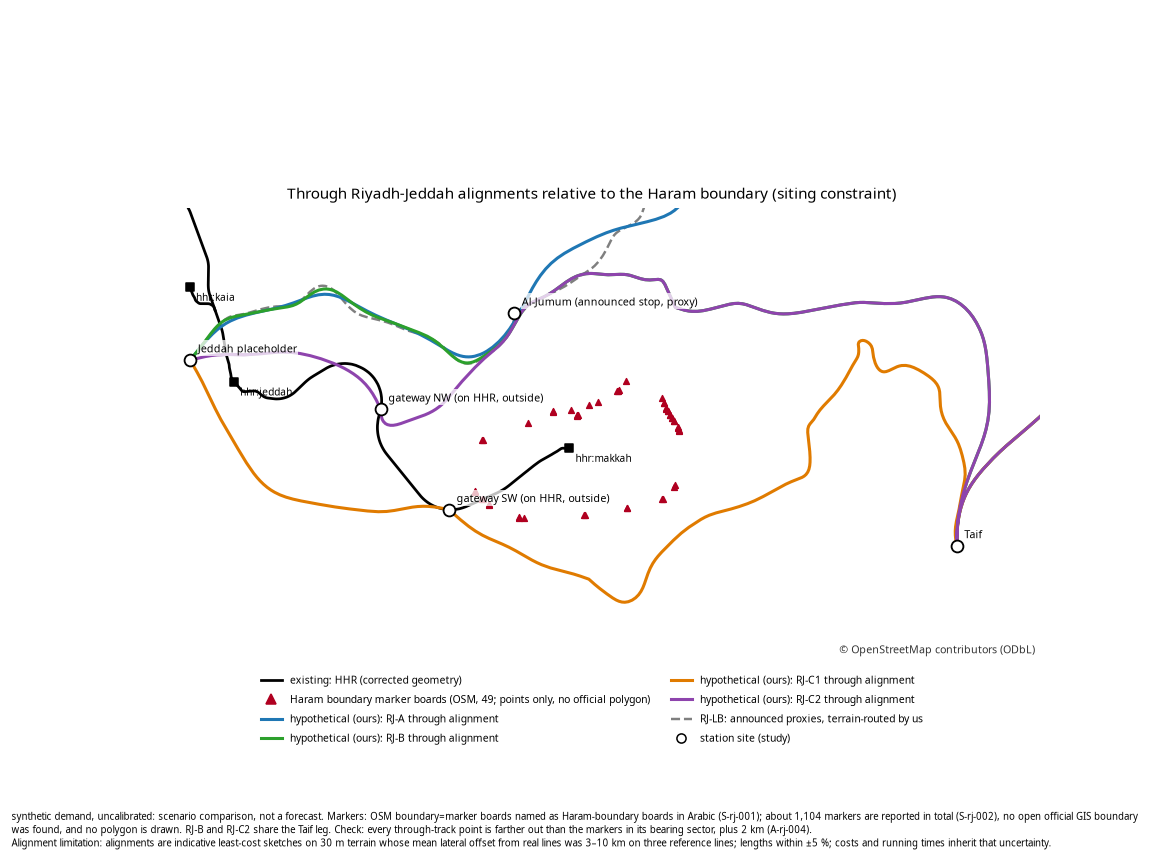 Through Riyadh-Jeddah alignments relative to the Haram boundary (siting constraint)
hhr:kaia
Al-Jumum (announced stop, proxy)
Jeddah placeholder
hhr:jeddah
gateway NW (on HHR, outside)
hhr:makkah
gateway SW (on HHR, outside)
Taif
© OpenStreetMap contributors (ODbL)
existing: HHR (corrected geometry)
Haram boundary marker boards (OSM, 49; points only, no official polygon)
hypothetical (ours): RJ-A through alignment
hypothetical (ours): RJ-B through alignment
hypothetical (ours): RJ-C1 through alignment
hypothetical (ours): RJ-C2 through alignment
RJ-LB: announced proxies, terrain-routed by us
station site (study)
synthetic demand, uncalibrated: scenario comparison, not a forecast. Markers: OSM boundary=marker boards named as Haram-boundary boards in Arabic (S-rj-001); about 1,104 markers are reported in total (S-rj-002), no open official GIS boundary
was found, and no polygon is drawn. RJ-B and RJ-C2 share the Taif leg. Check: every through-track point is farther out than the markers in its bearing sector, plus 2 km (A-rj-004).
Alignment limitation: alignments are indicative least-cost sketches on 30 m terrain whose mean lateral offset from real lines was 3–10 km on three reference lines; lengths within ±5 %; costs and running times inherit that uncertainty.